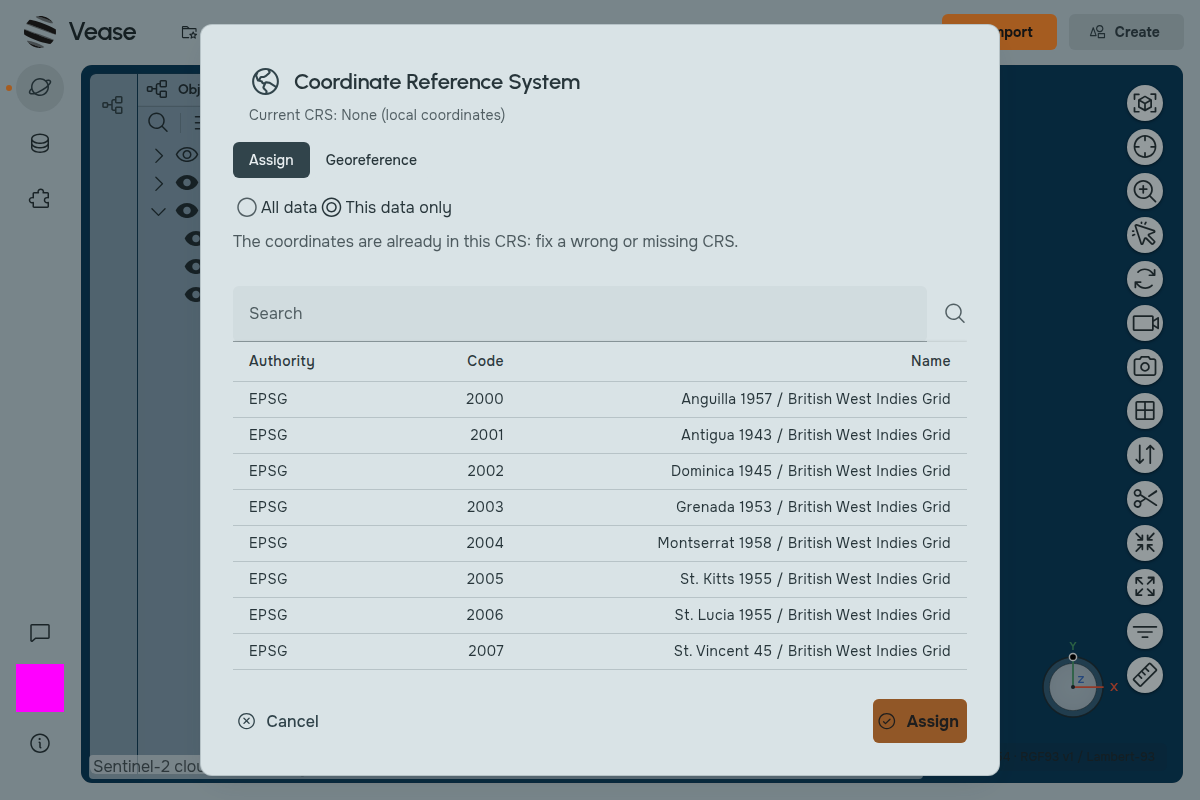 Vease
Import
Create
Coordinate Reference System
Current CRS: None (local coordinates)
Assign
Georeference
All data
This data only
The coordinates are already in this CRS: fix a wrong or missing CRS.
Search
Authority Code Name
EPSG 2000 Anguilla 1957 / British West Indies Grid
EPSG 2001 Antigua 1943 / British West Indies Grid
EPSG 2002 Dominica 1945 / British West Indies Grid
EPSG 2003 Grenada 1953 / British West Indies Grid
EPSG 2004 Montserrat 1958 / British West Indies Grid
EPSG 2005 St. Kitts 1955 / British West Indies Grid
EPSG 2006 St. Lucia 1955 / British West Indies Grid
EPSG 2007 St. Vincent 45 / British West Indies Grid
Cancel
Assign
Obj
Y
Z
X
Sentinel-2 clou